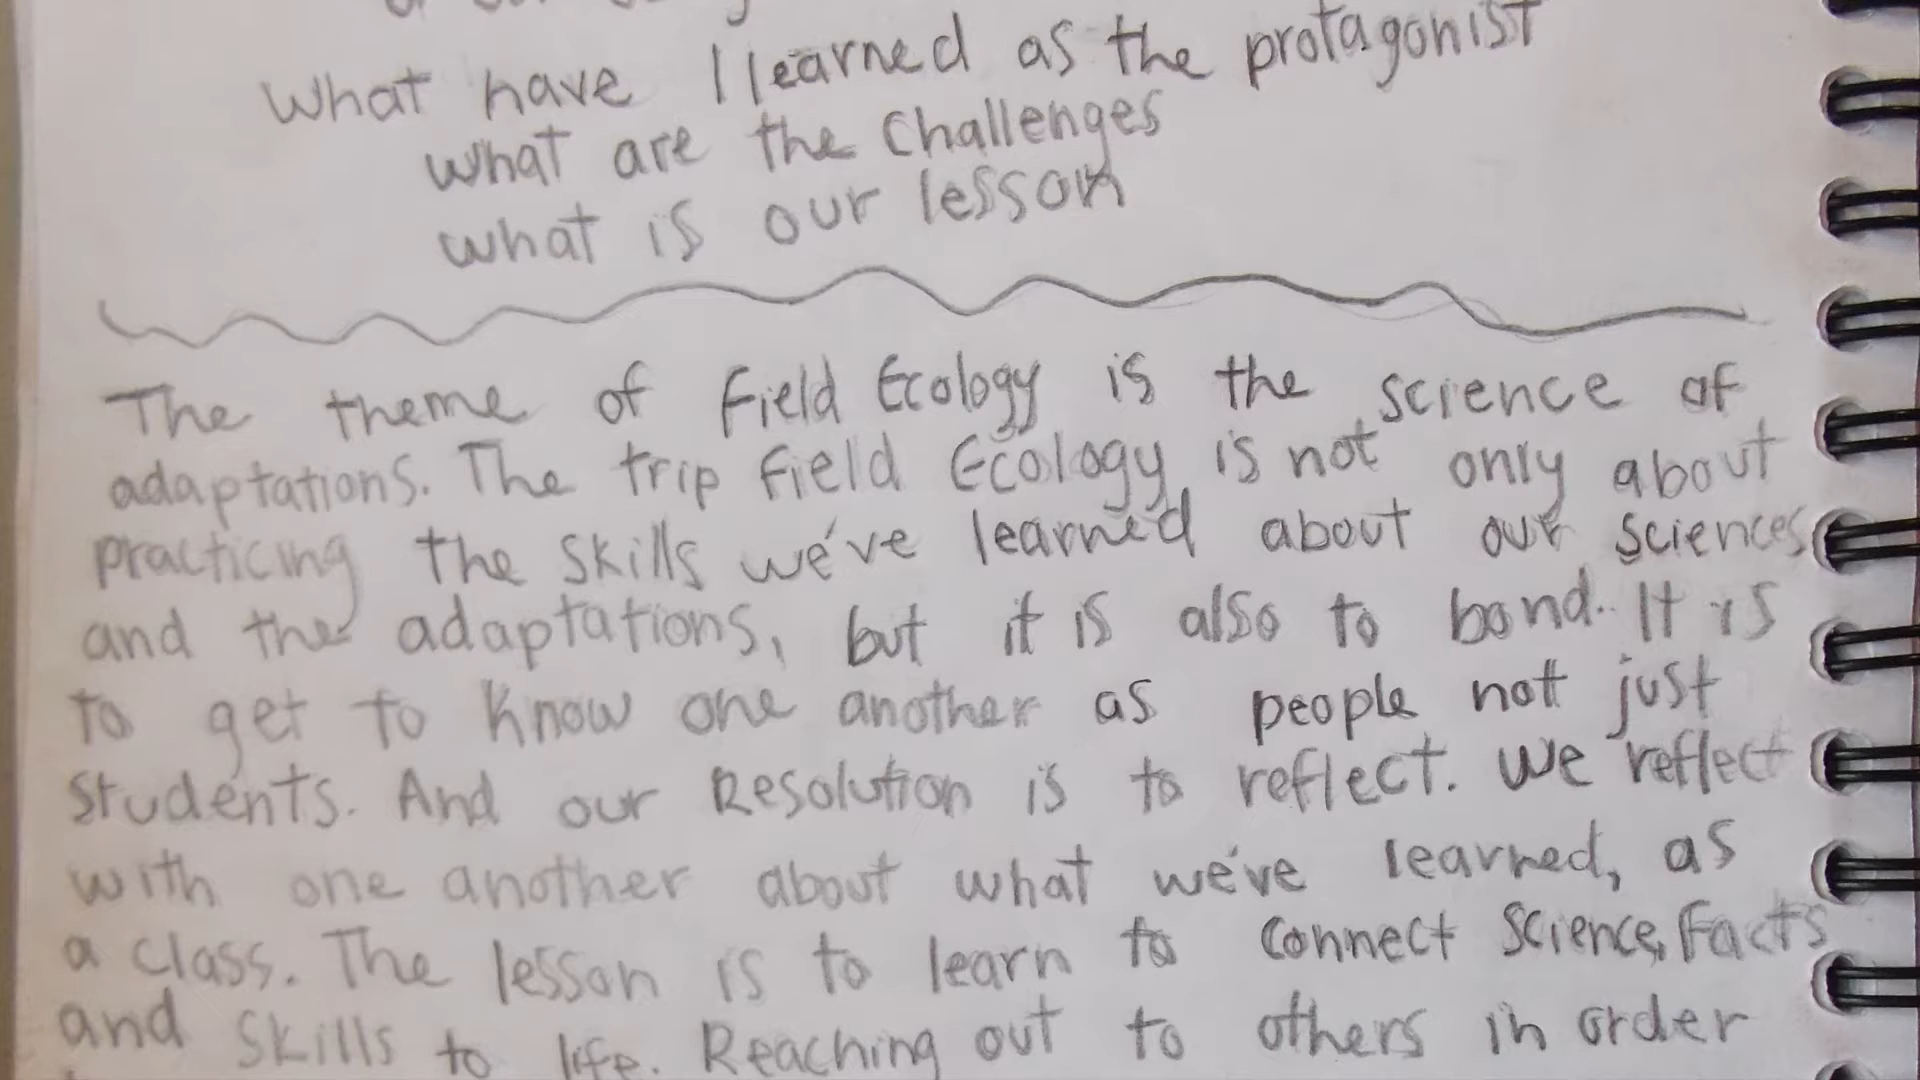 What have I learned as the protagonist
what are the challenges
what is our lesson
The theme of Field Ecology is the science of
adaptations. The trip Field Ecology is not only about
practicing the skills we've learned about our sciences
and the adaptations, but it is also to bond. It is
to get to know one another as people not just
students. And our Resolution is to reflect. We reflect
with one another about what we've learned, as
a class. The lesson is to learn to connect science, Facts
and skills to life. Reaching out to others in order